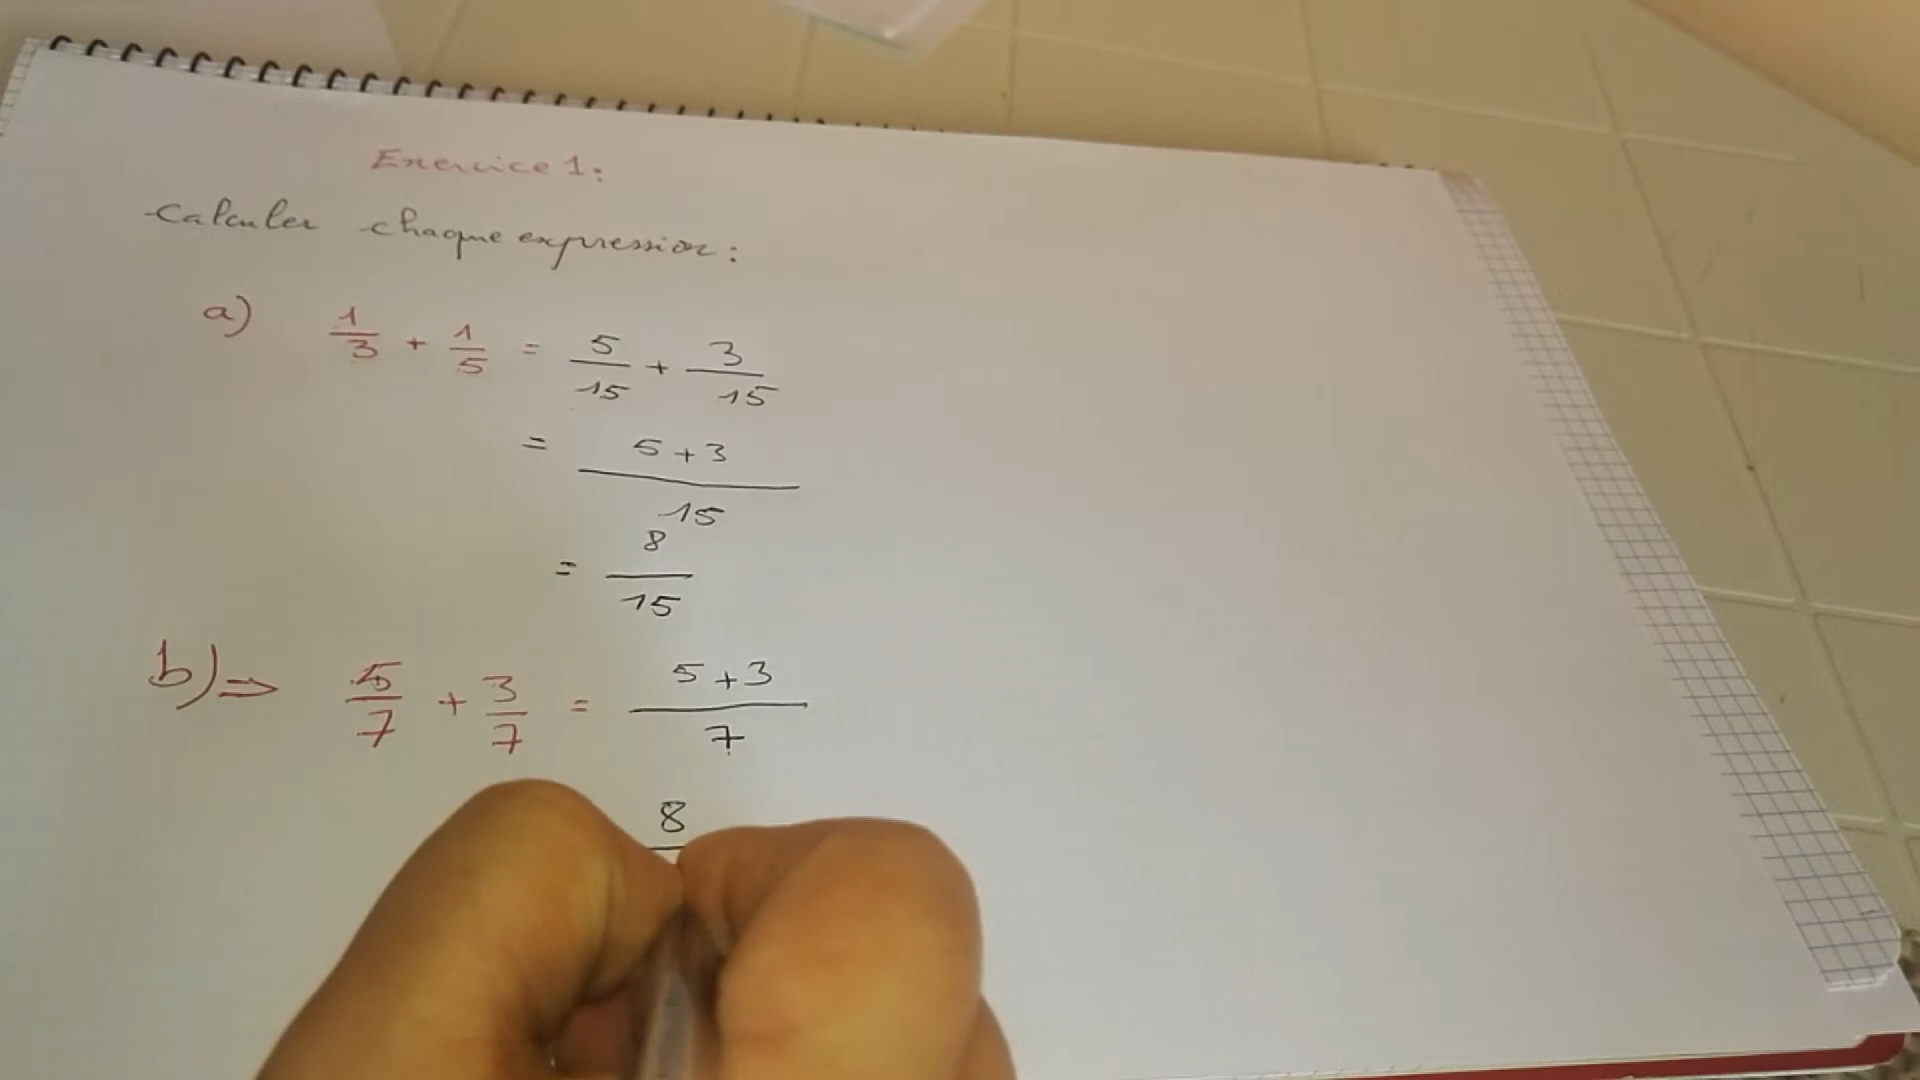 Exercice 1:
calculer chaque expression:
a) 1/3 + 1/5 = 5/15 + 3/15
= 5+3/15
= 8/15
b) ⇒ 5/7 + 3/7 = 5+3/7
8